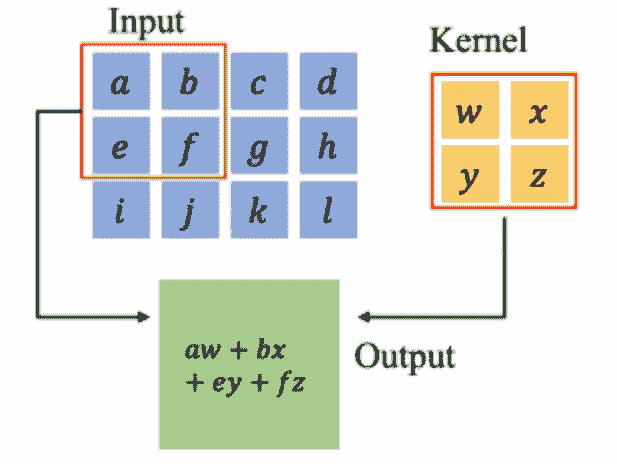 Input
Kernel
a b c d
w x
e f g h
y z
i j k l
aw + bx
+ ey + fz
Output